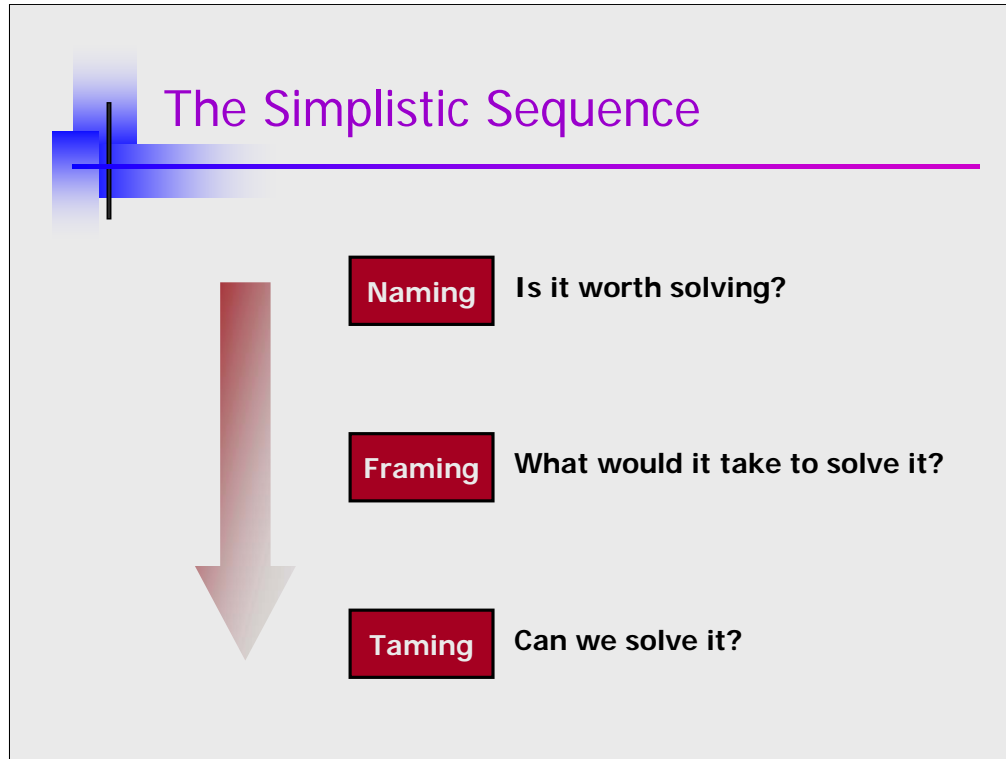 The Simplistic Sequence
Naming
Is it worth solving?
Framing
What would it take to solve it?
Taming
Can we solve it?